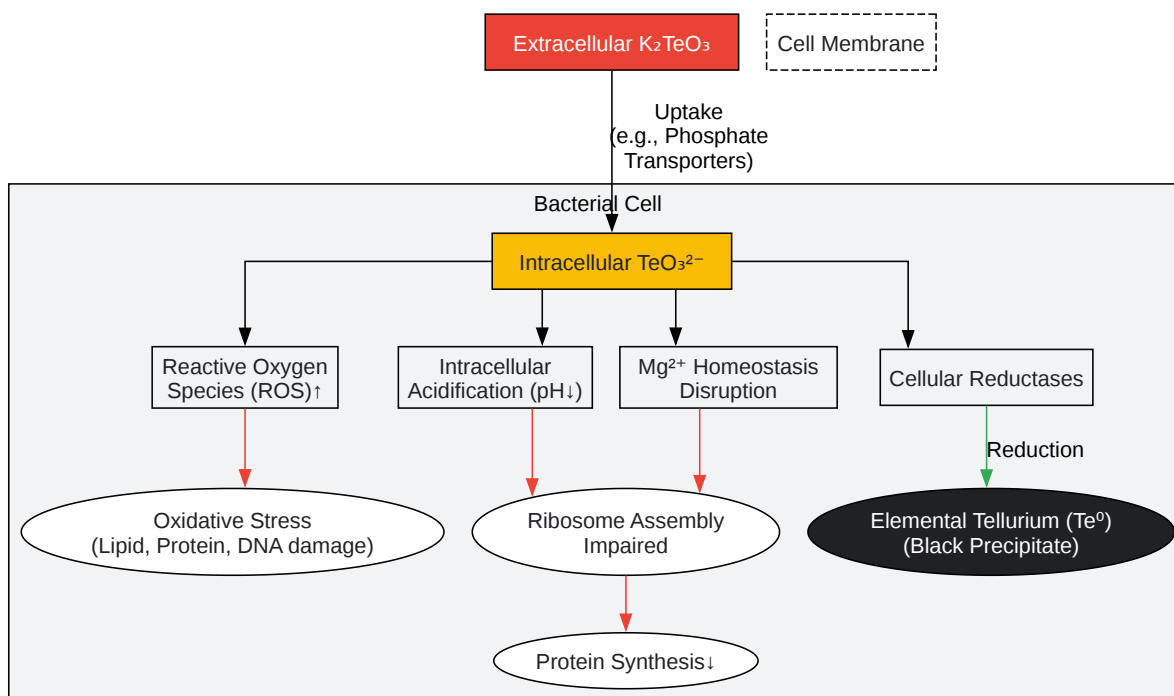 Extracellular K₂TeO₃
Cell Membrane
Uptake
(e.g., Phosphate
Transporters)
Bacterial Cell
Intracellular TeO₃²⁻
Reactive Oxygen
Species (ROS)↑
Intracellular
Acidification (pH↓)
Mg²⁺ Homeostasis
Disruption
Cellular Reductases
Reduction
Oxidative Stress
(Lipid, Protein, DNA damage)
Ribosome Assembly
Impaired
Elemental Tellurium (Te⁰)
(Black Precipitate)
Protein Synthesis↓